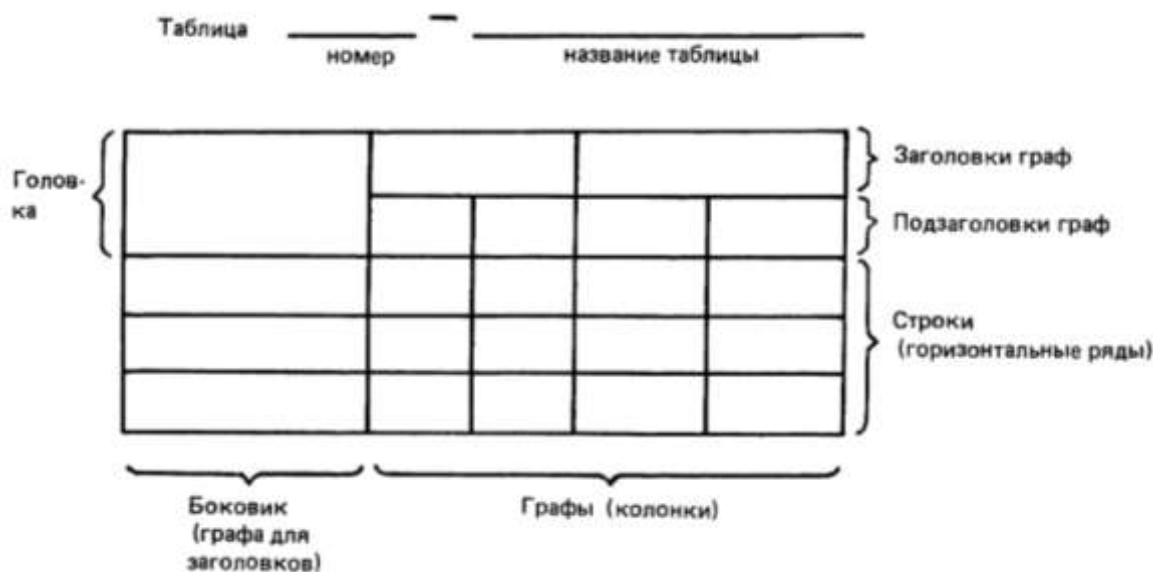 Таблица —
номер название таблицы
Заголовки граф
Голов-
ка
Подзаголовки граф
Строки
(горизонтальные ряды)
Боковик
(графа для
заголовков)
Графы (колонки)